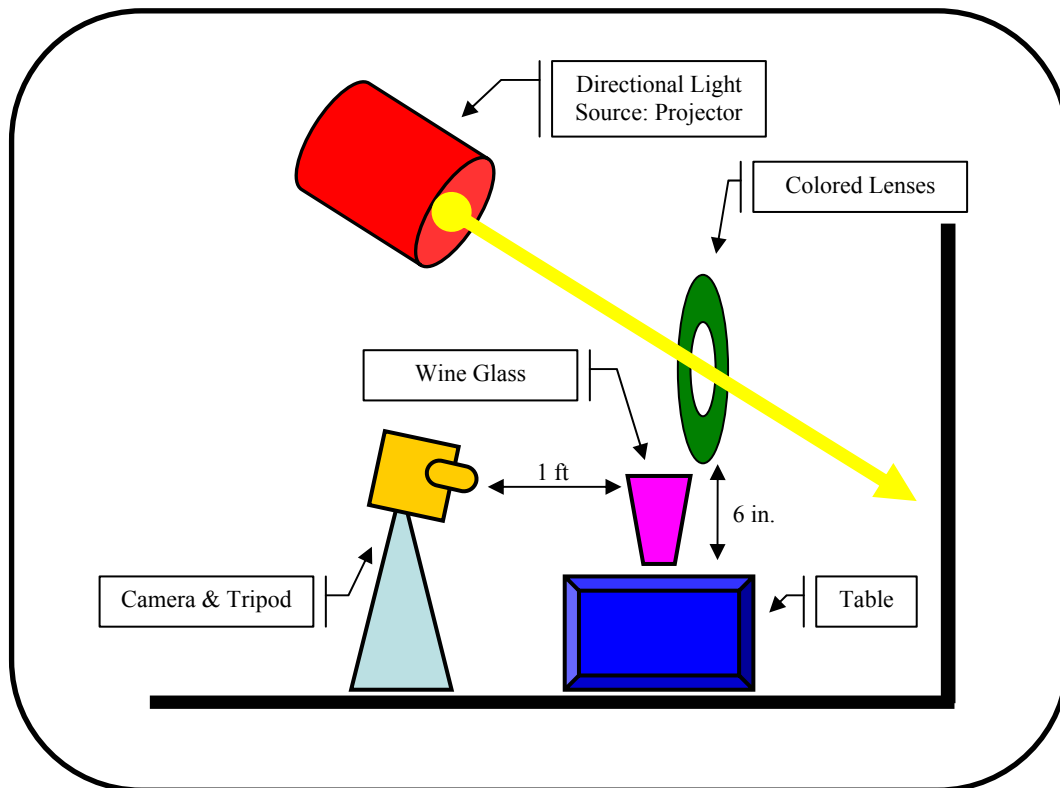 Directional Light
Source: Projector
Colored Lenses
Wine Glass
1 ft
6 in.
Camera & Tripod
Table